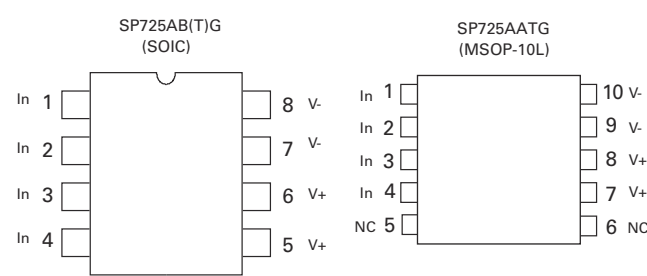 SP725AB(T)G
(SOIC)
In 1
In 2
In 3
In 4
8 V-
7 V-
6 V+
5 V+
SP725AATG
(MSOP-10L)
In 1
In 2
In 3
In 4
NC 5
10 V-
9 V-
8 V+
7 V+
6 NC